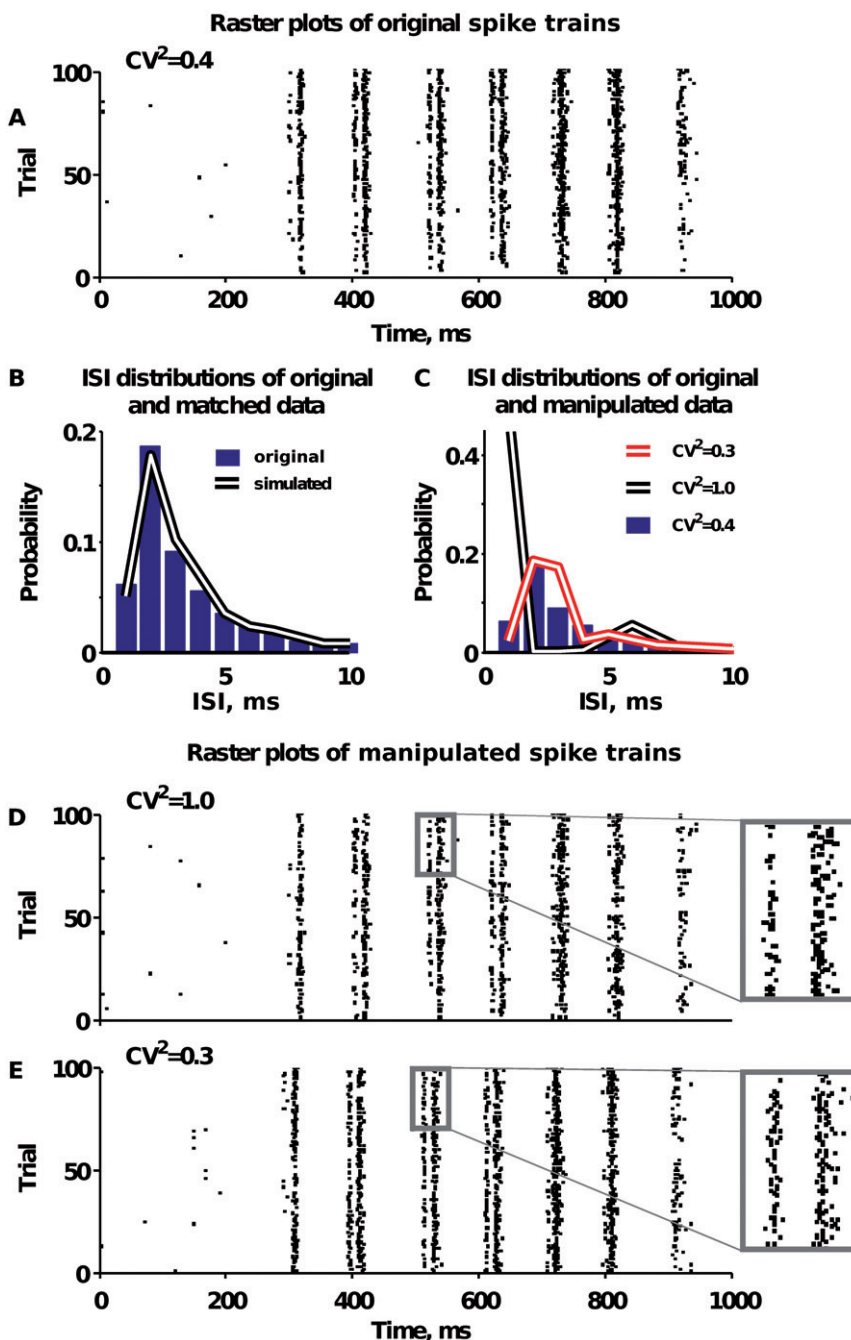 Raster plots of original spike trains
A
CV²=0.4
Trial
100
50
0
0 200 400 600 800 1000
Time, ms
B
ISI distributions of original
and matched data
Probability
0.2
0.1
0
original
simulated
0 5 10
ISI, ms
C
ISI distributions of original
and manipulated data
Probability
0.4
0.2
0
CV²=0.3
CV²=1.0
CV²=0.4
0 5 10
ISI, ms
Raster plots of manipulated spike trains
D
CV²=1.0
Trial
100
50
0
E
CV²=0.3
Trial
100
50
0
0 200 400 600 800 1000
Time, ms